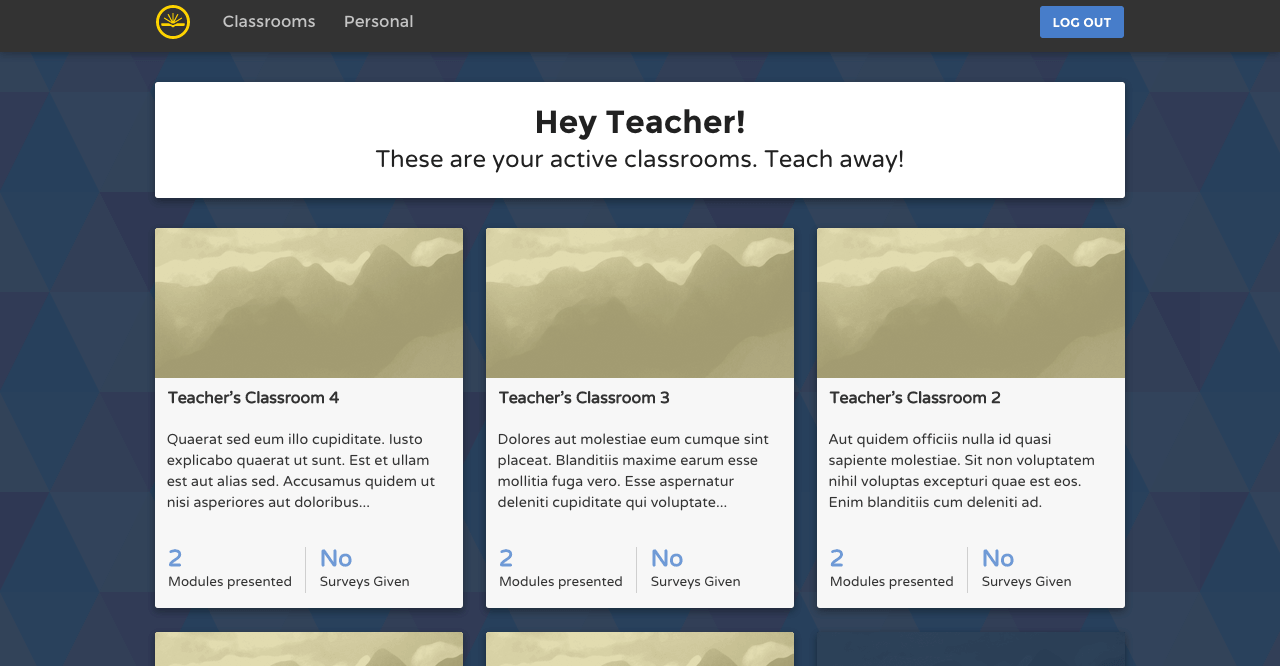 Classrooms Personal LOG OUT
Hey Teacher!
These are your active classrooms. Teach away!
Teacher's Classroom 4
Quaerat sed eum illo cupiditate. Iusto
explicabo quaerat ut sunt. Est et ullam
est aut alias sed. Accusamus quidem ut
nisi asperiores aut doloribus...
2 No
Modules presented Surveys Given
Teacher's Classroom 3
Dolores aut molestiae eum cumque sint
placeat. Blanditiis maxime earum esse
mollitia fuga vero. Esse aspernatur
deleniti cupiditate qui voluptate...
2 No
Modules presented Surveys Given
Teacher's Classroom 2
Aut quidem officiis nulla id quasi
sapiente molestiae. Sit non voluptatem
nihil voluptas excepturi quae est eos.
Enim blanditiis cum deleniti ad.
2 No
Modules presented Surveys Given